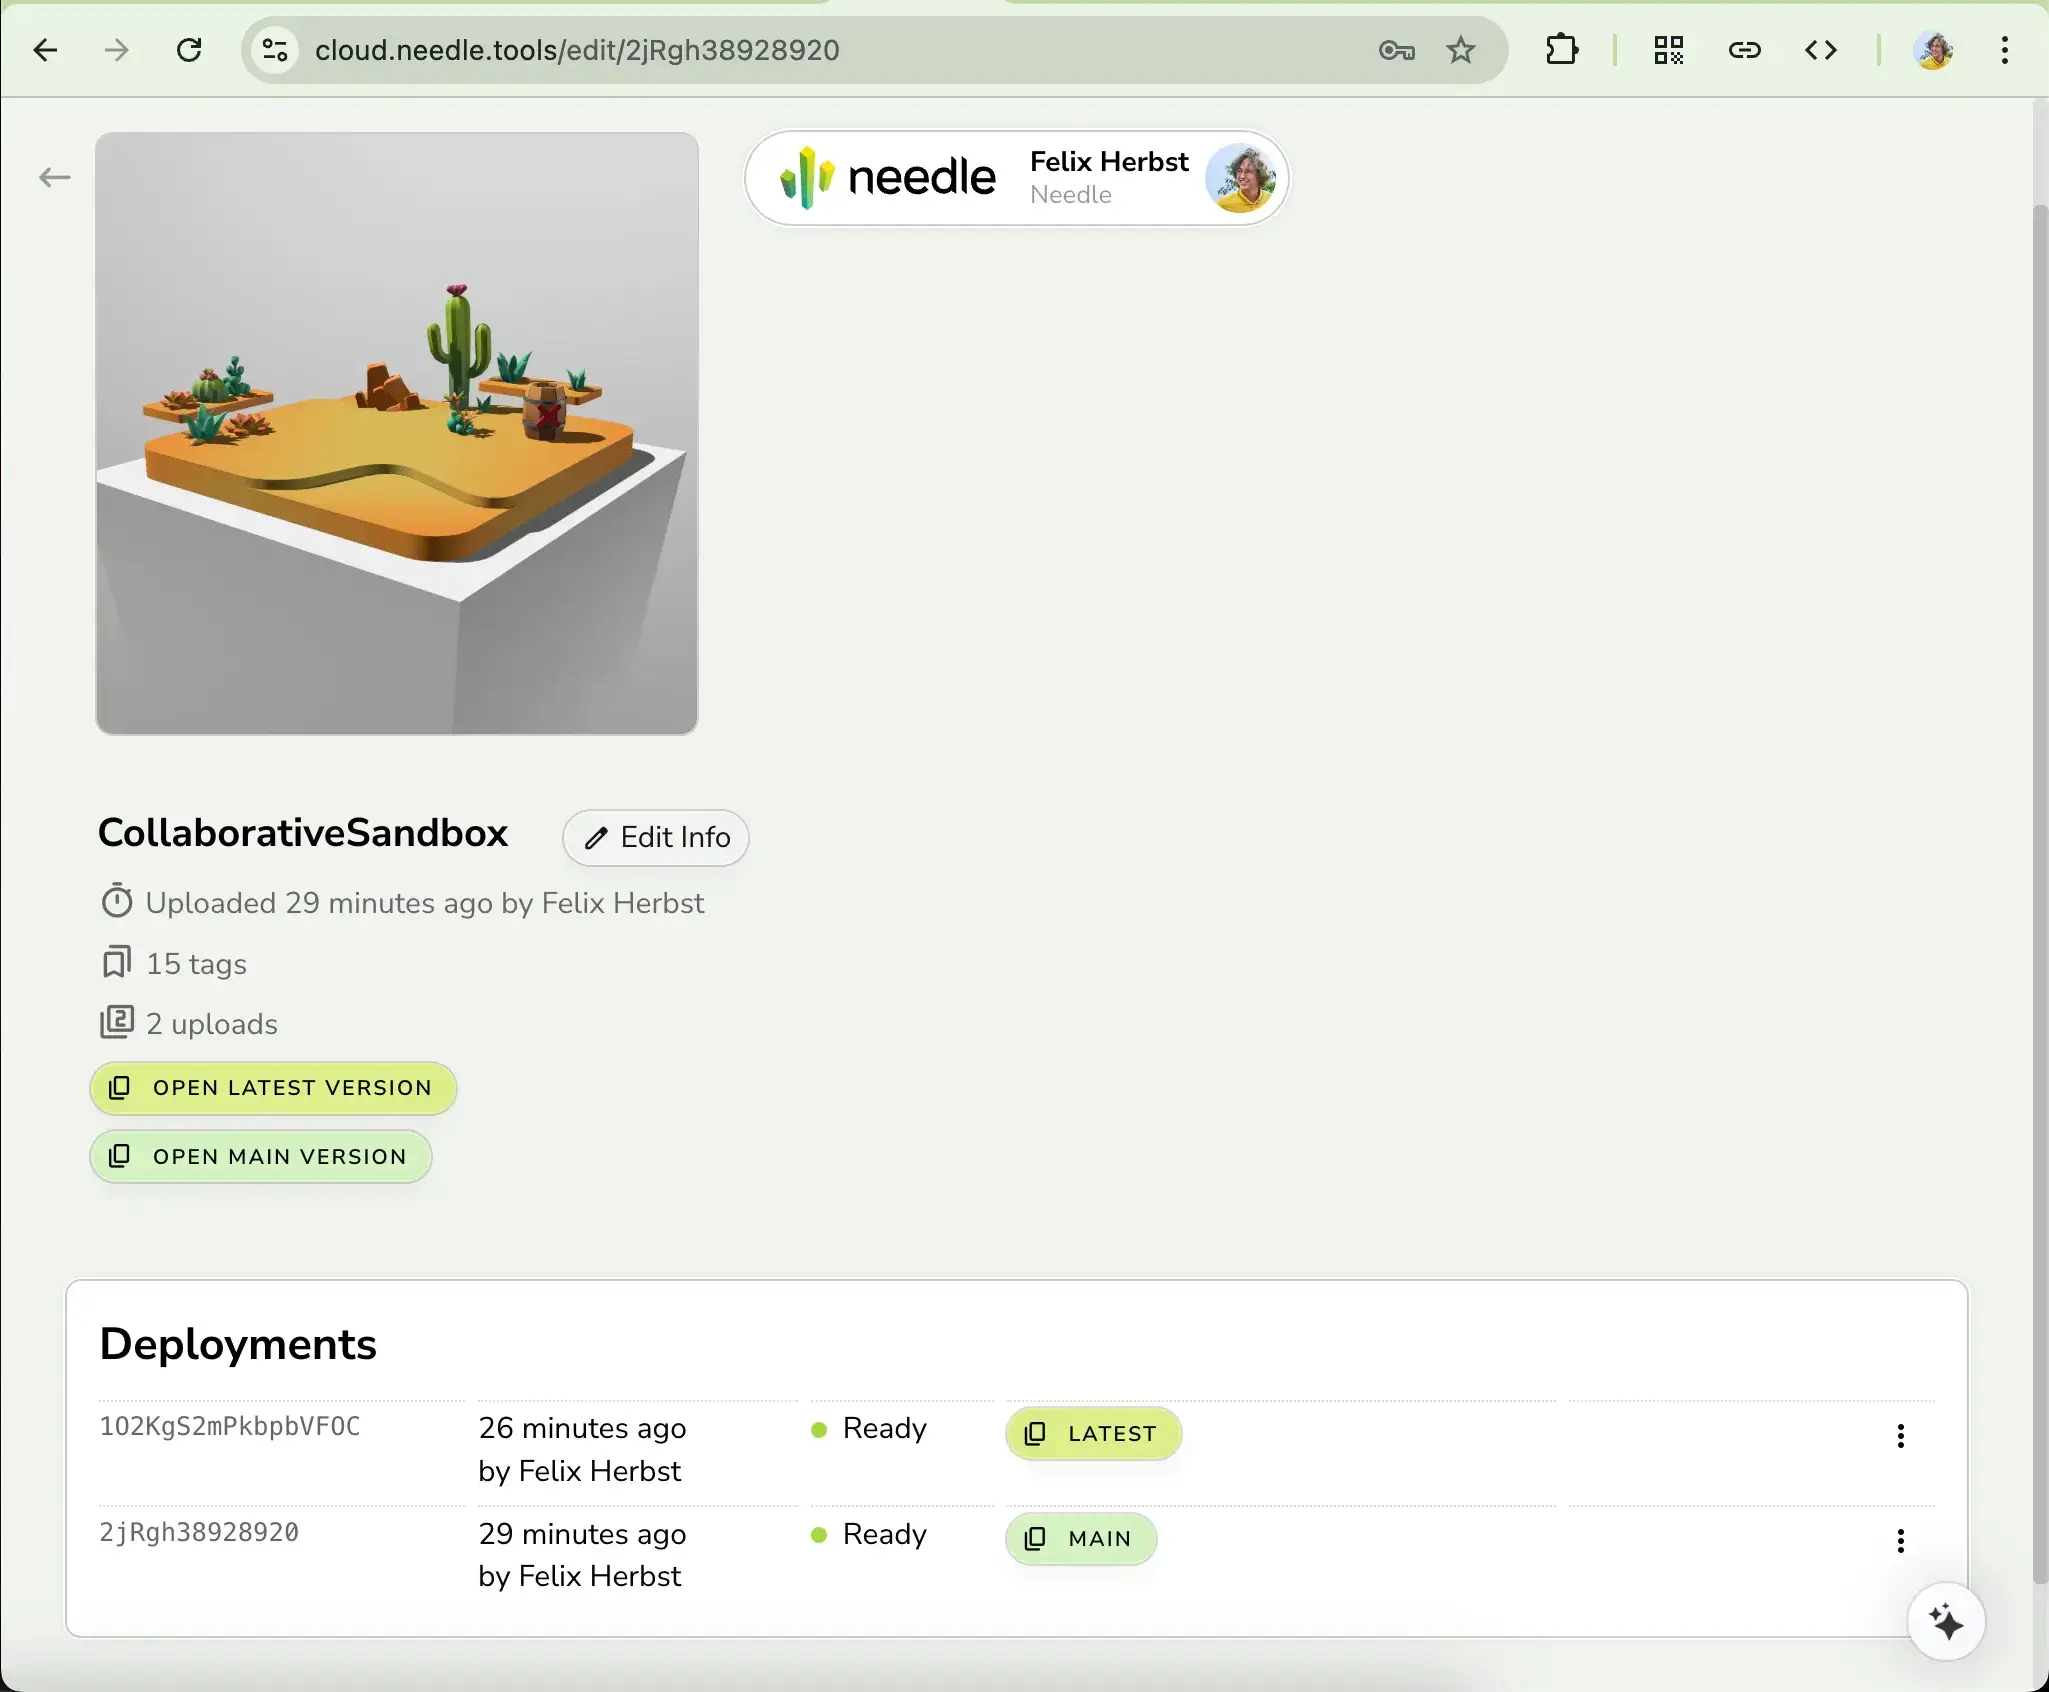 cloud.needle.tools/edit/2jRgh38928920
needle
Felix Herbst
Needle
CollaborativeSandbox
Edit Info
Uploaded 29 minutes ago by Felix Herbst
15 tags
2 uploads
OPEN LATEST VERSION
OPEN MAIN VERSION
Deployments
1O2KgS2mPkbpbVFOC
26 minutes ago
by Felix Herbst
Ready
LATEST
2jRgh38928920
29 minutes ago
by Felix Herbst
Ready
MAIN